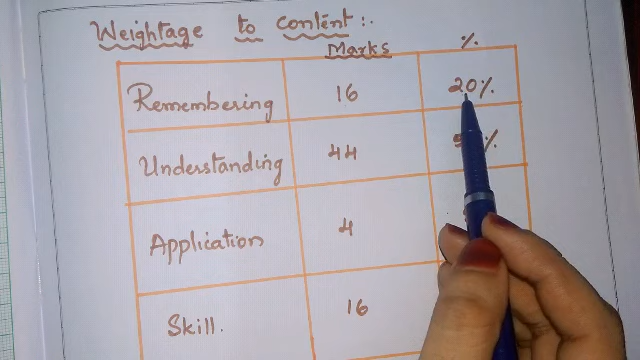 Weightage to content:.
Marks %
Remembering 16 20%
Understanding 44 %
Application 4
Skill. 16